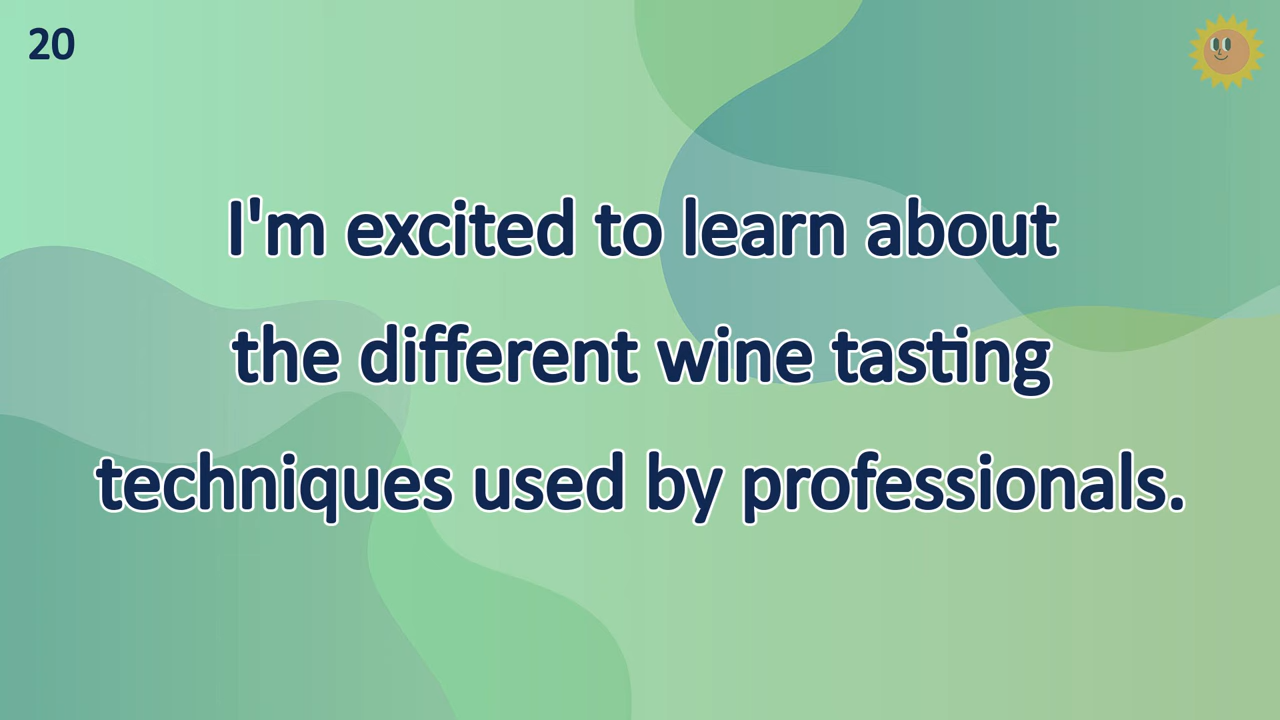 20
I'm excited to learn about
the different wine tasting
techniques used by professionals.